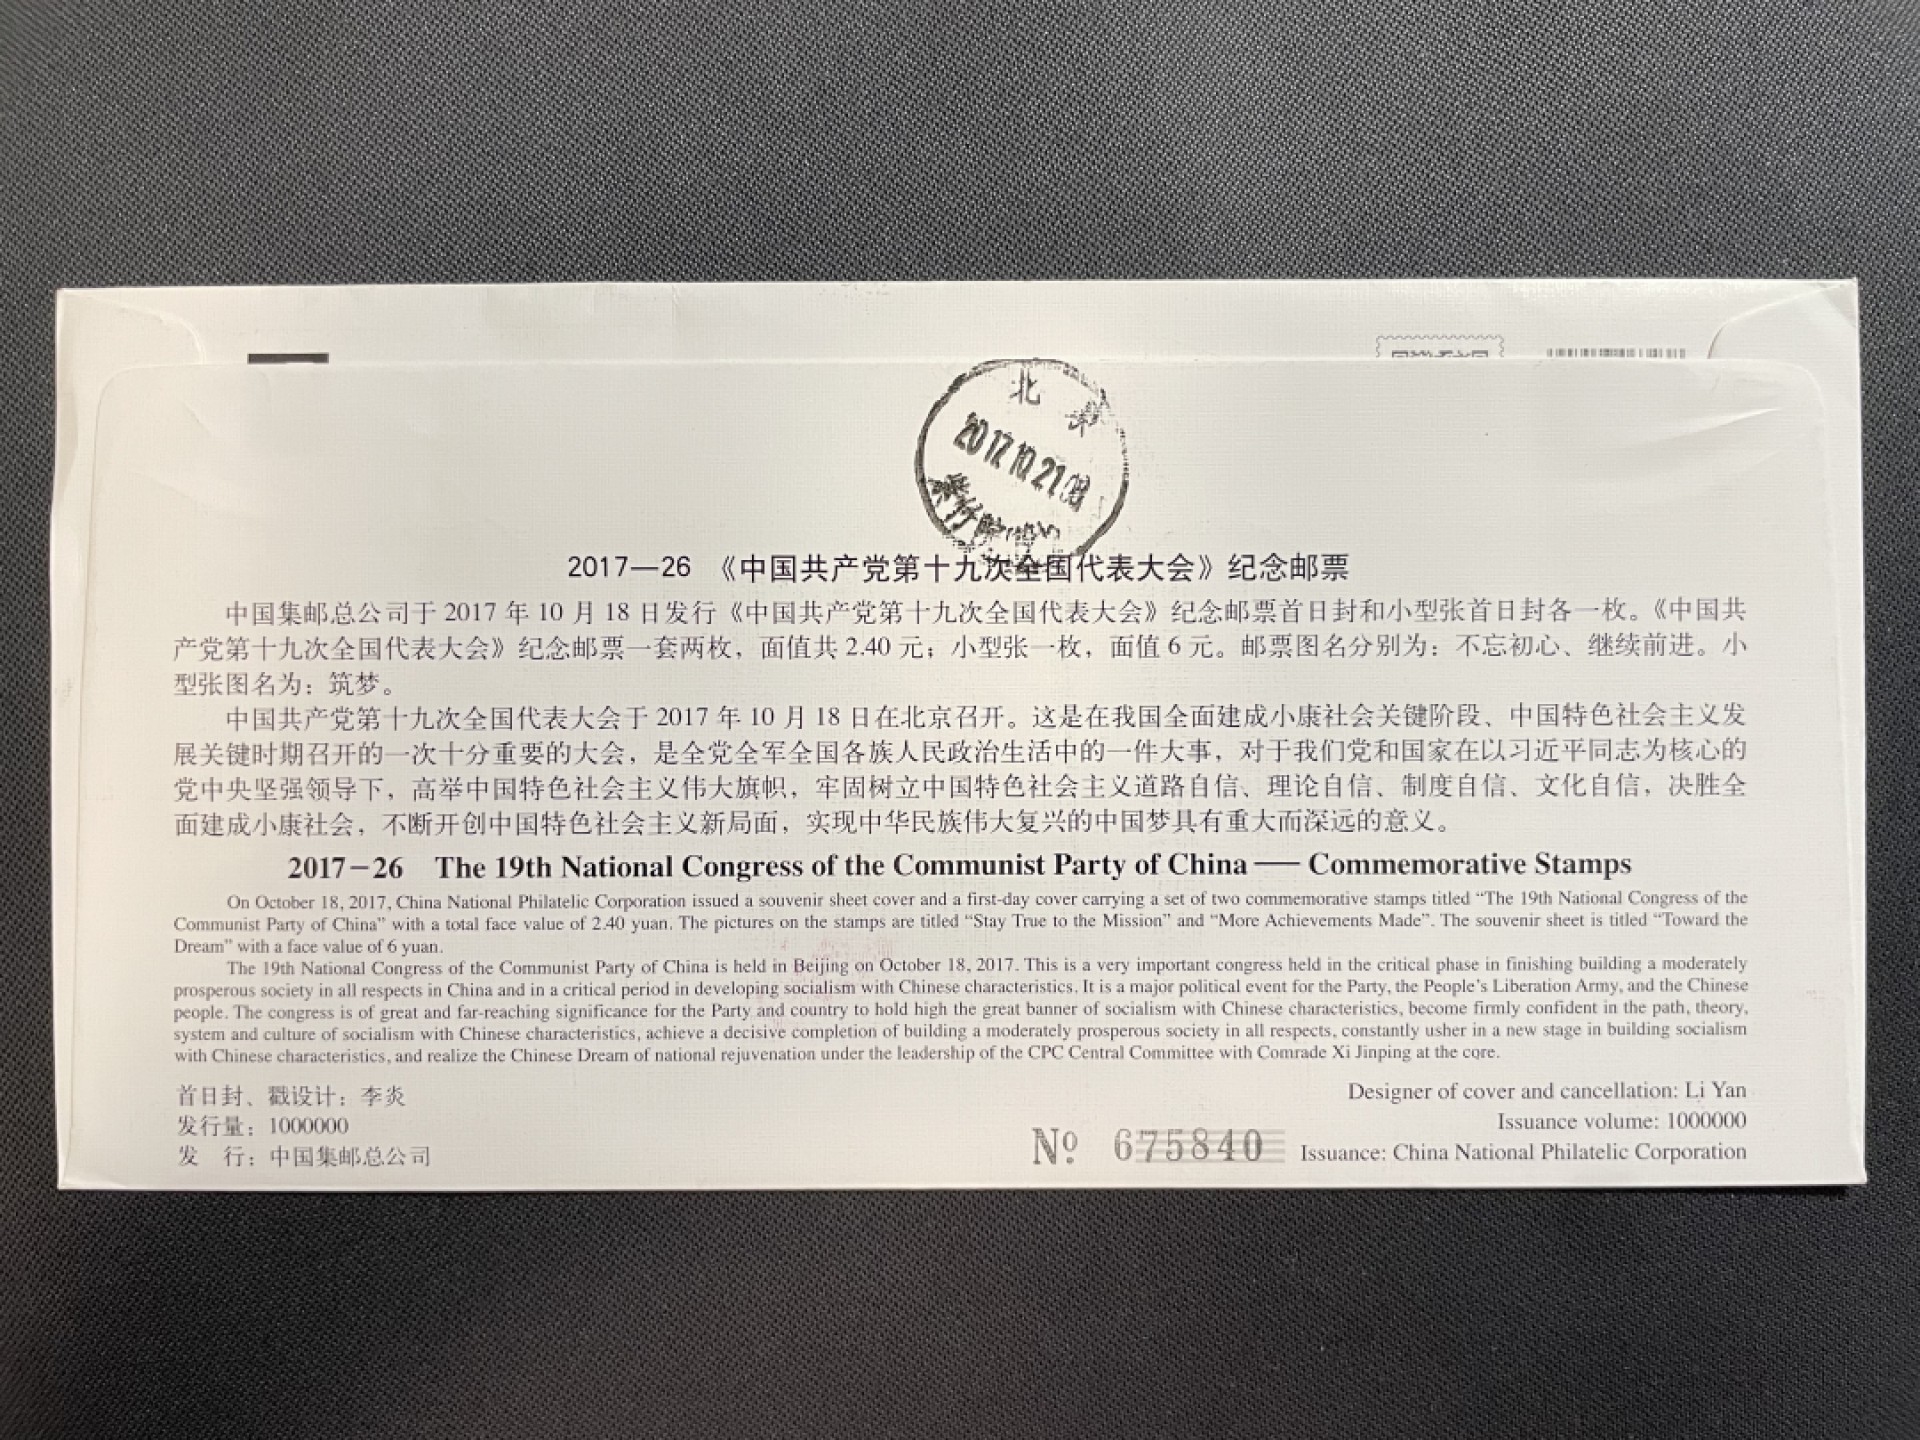 北 京
2017 10 21 08
2017—26 《中国共产党第十九次全国代表大会》纪念邮票
中国集邮总公司于 2017 年 10 月 18 日发行《中国共产党第十九次全国代表大会》纪念邮票首日封和小型张首日封各一枚。《中国共
产党第十九次全国代表大会》纪念邮票一套两枚，面值共 2.40 元；小型张一枚，面值 6 元。邮票图名分别为：不忘初心、继续前进。小
型张图名为：筑梦。
中国共产党第十九次全国代表大会于 2017 年 10 月 18 日在北京召开。这是在我国全面建成小康社会关键阶段、中国特色社会主义发
展关键时期召开的一次十分重要的大会，是全党全军全国各族人民政治生活中的一件大事，对于我们党和国家在以习近平同志为核心的
党中央坚强领导下，高举中国特色社会主义伟大旗帜，牢固树立中国特色社会主义道路自信、理论自信、制度自信、文化自信，决胜全
面建成小康社会，不断开创中国特色社会主义新局面，实现中华民族伟大复兴的中国梦具有重大而深远的意义。
2017－26 The 19th National Congress of the Communist Party of China —— Commemorative Stamps
On October 18, 2017, China National Philatelic Corporation issued a souvenir sheet cover and a first-day cover carrying a set of two commemorative stamps titled “The 19th National Congress of the
Communist Party of China” with a total face value of 2.40 yuan. The pictures on the stamps are titled “Stay True to the Mission” and “More Achievements Made”. The souvenir sheet is titled “Toward the
Dream” with a face value of 6 yuan.
The 19th National Congress of the Communist Party of China is held in Beijing on October 18, 2017. This is a very important congress held in the critical phase in finishing building a moderately
prosperous society in all respects in China and in a critical period in developing socialism with Chinese characteristics. It is a major political event for the Party, the People’s Liberation Army, and the Chinese
people. The congress is of great and far-reaching significance for the Party and country to hold high the great banner of socialism with Chinese characteristics, become firmly confident in the path, theory,
system and culture of socialism with Chinese characteristics, achieve a decisive completion of building a moderately prosperous society in all respects, constantly usher in a new stage in building socialism
with Chinese characteristics, and realize the Chinese Dream of national rejuvenation under the leadership of the CPC Central Committee with Comrade Xi Jinping at the core.
首日封、戳设计：李炎
发行量：1000000
发 行：中国集邮总公司
№ 675840
Designer of cover and cancellation: Li Yan
Issuance volume: 1000000
Issuance: China National Philatelic Corporation